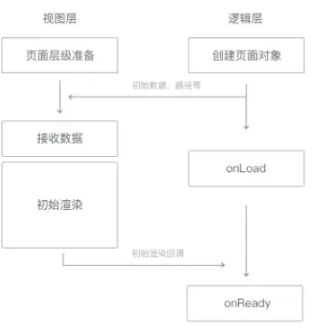 视图层
逻辑层
页面层级准备
创建页面对象
初始数据、路径等
接收数据
onLoad
初始渲染
初始渲染回调
onReady